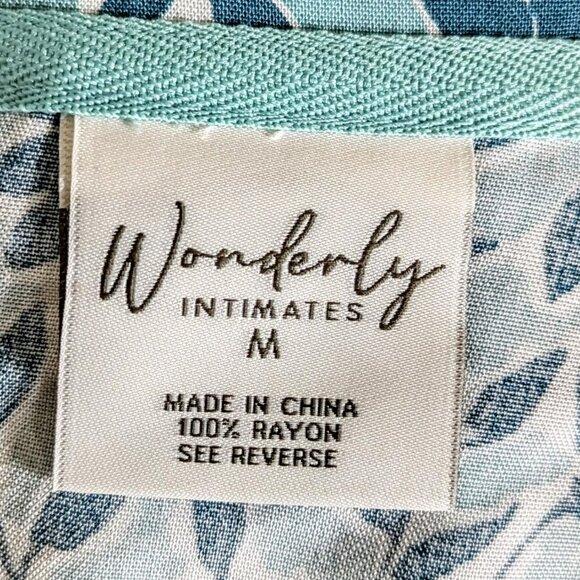 Wonderly
INTIMATES
M
MADE IN CHINA
100% RAYON
SEE REVERSE